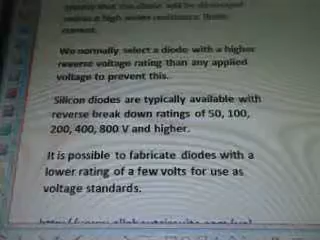 We normally select a diode with a higher
reverse voltage rating than any applied
voltage to prevent this.
Silicon diodes are typically available with
reverse break down ratings of 50, 100,
200, 400, 800 V and higher.
It is possible to fabricate diodes with a
lower rating of a few volts for use as
voltage standards.